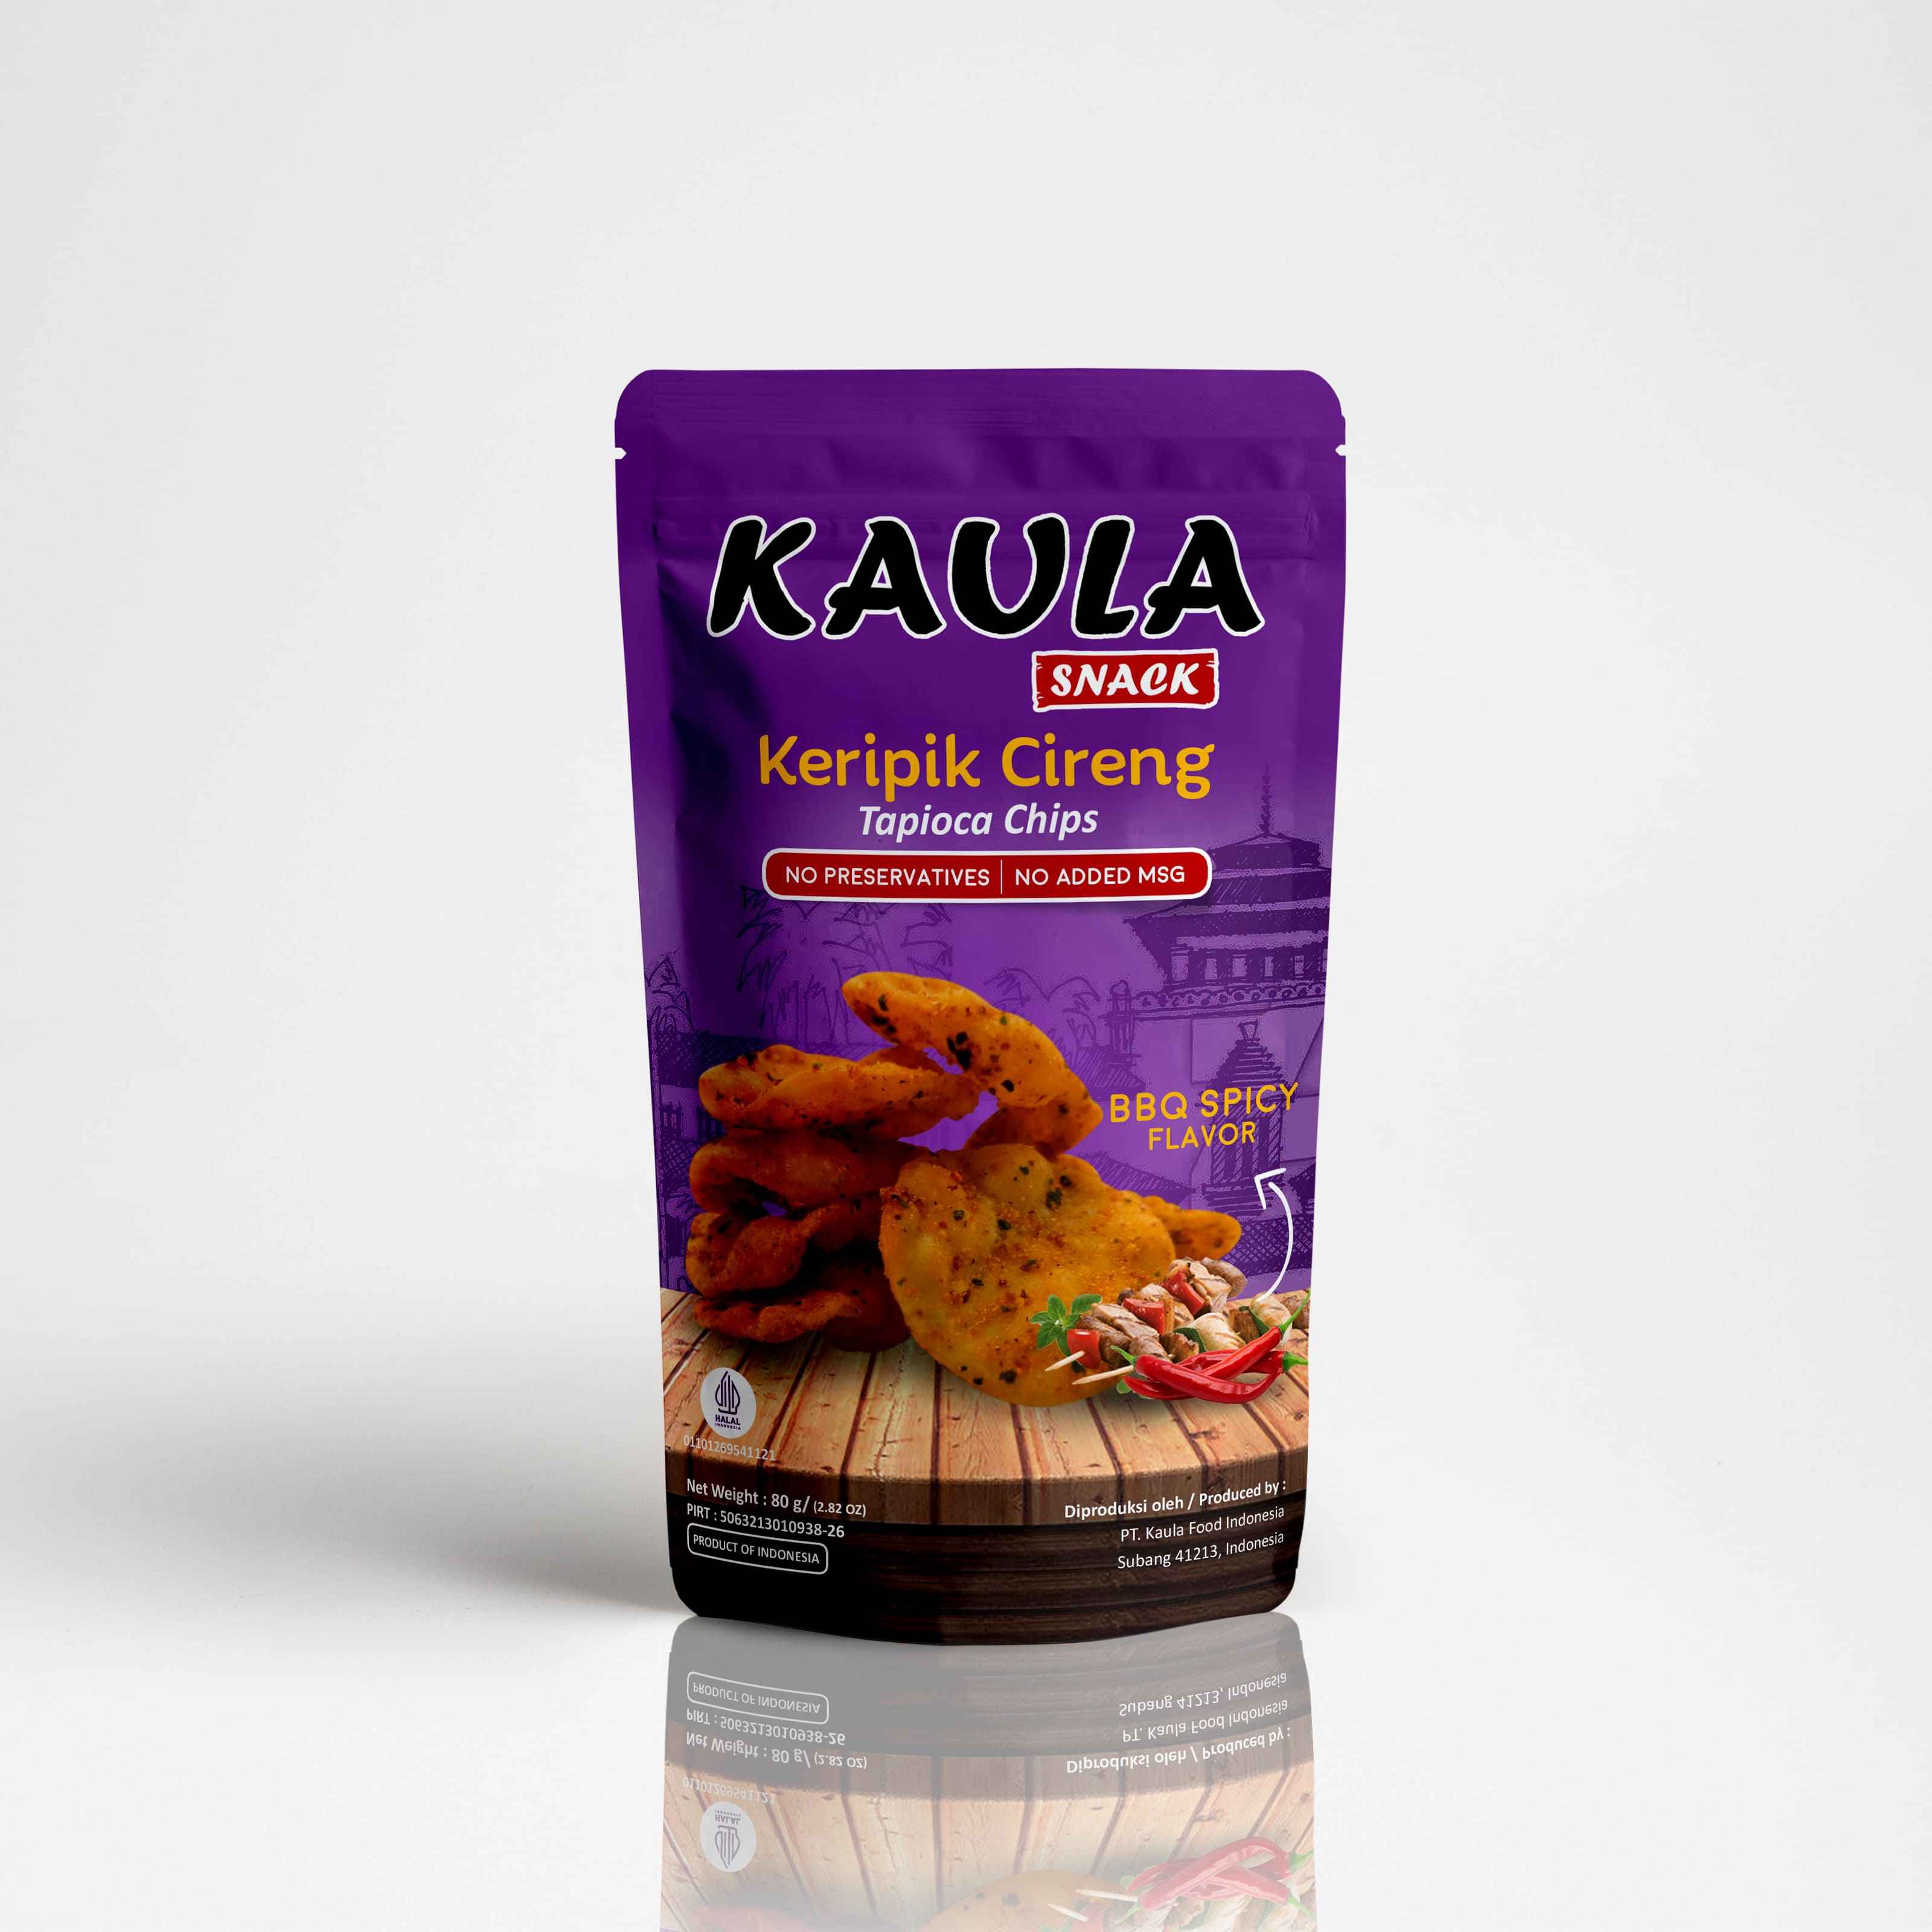 KAULA
SNACK
Keripik Cireng
Tapioca Chips
NO PRESERVATIVES | NO ADDED MSG
BBQ SPICY
FLAVOR
HALAL
INDONESIA
01101269541121
Net Weight : 80 g/ (2.82 OZ)
PIRT : 5063213010938-26
PRODUCT OF INDONESIA
Diproduksi oleh / Produced by :
PT. Kaula Food Indonesia
Subang 41213, Indonesia